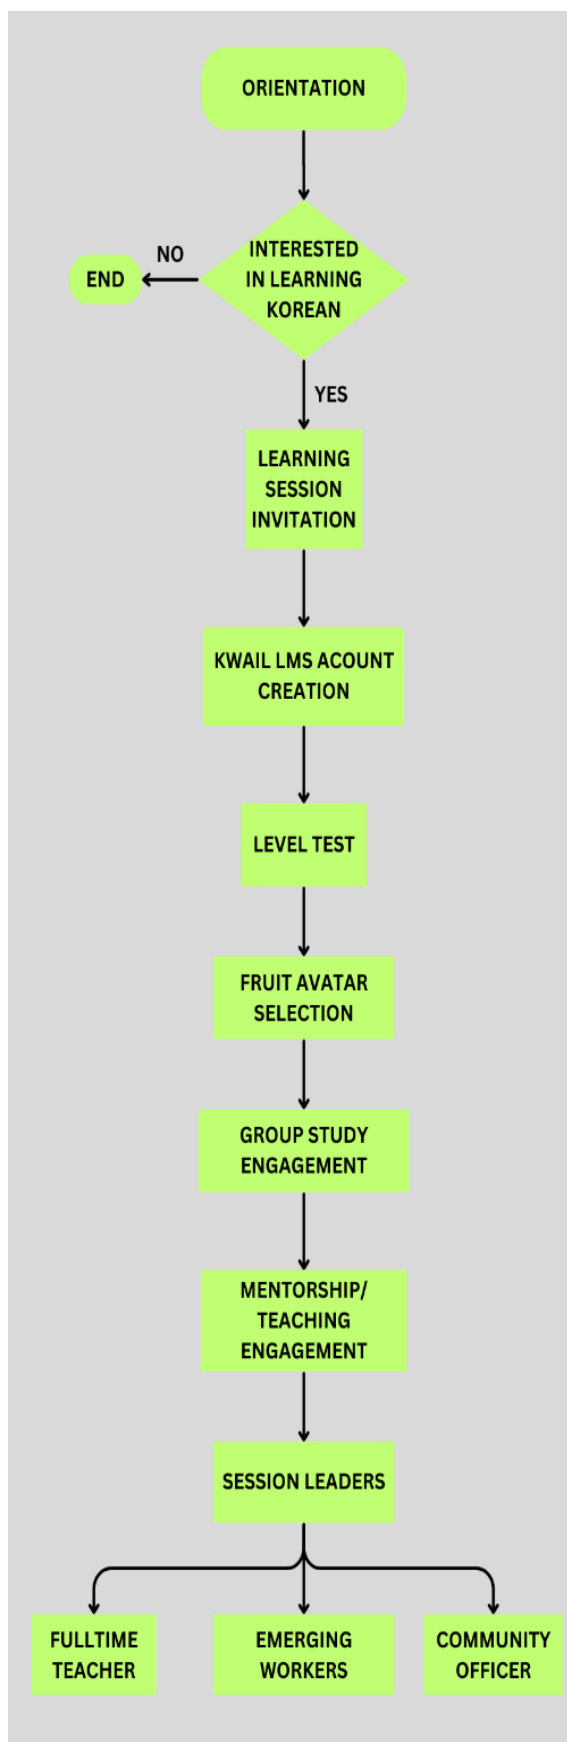 ORIENTATION
INTERESTED
IN LEARNING
KOREAN
NO
END
YES
LEARNING
SESSION
INVITATION
KWAIL LMS ACOUNT
CREATION
LEVEL TEST
FRUIT AVATAR
SELECTION
GROUP STUDY
ENGAGEMENT
MENTORSHIP/
TEACHING
ENGAGEMENT
SESSION LEADERS
FULLTIME
TEACHER
EMERGING
WORKERS
COMMUNITY
OFFICER